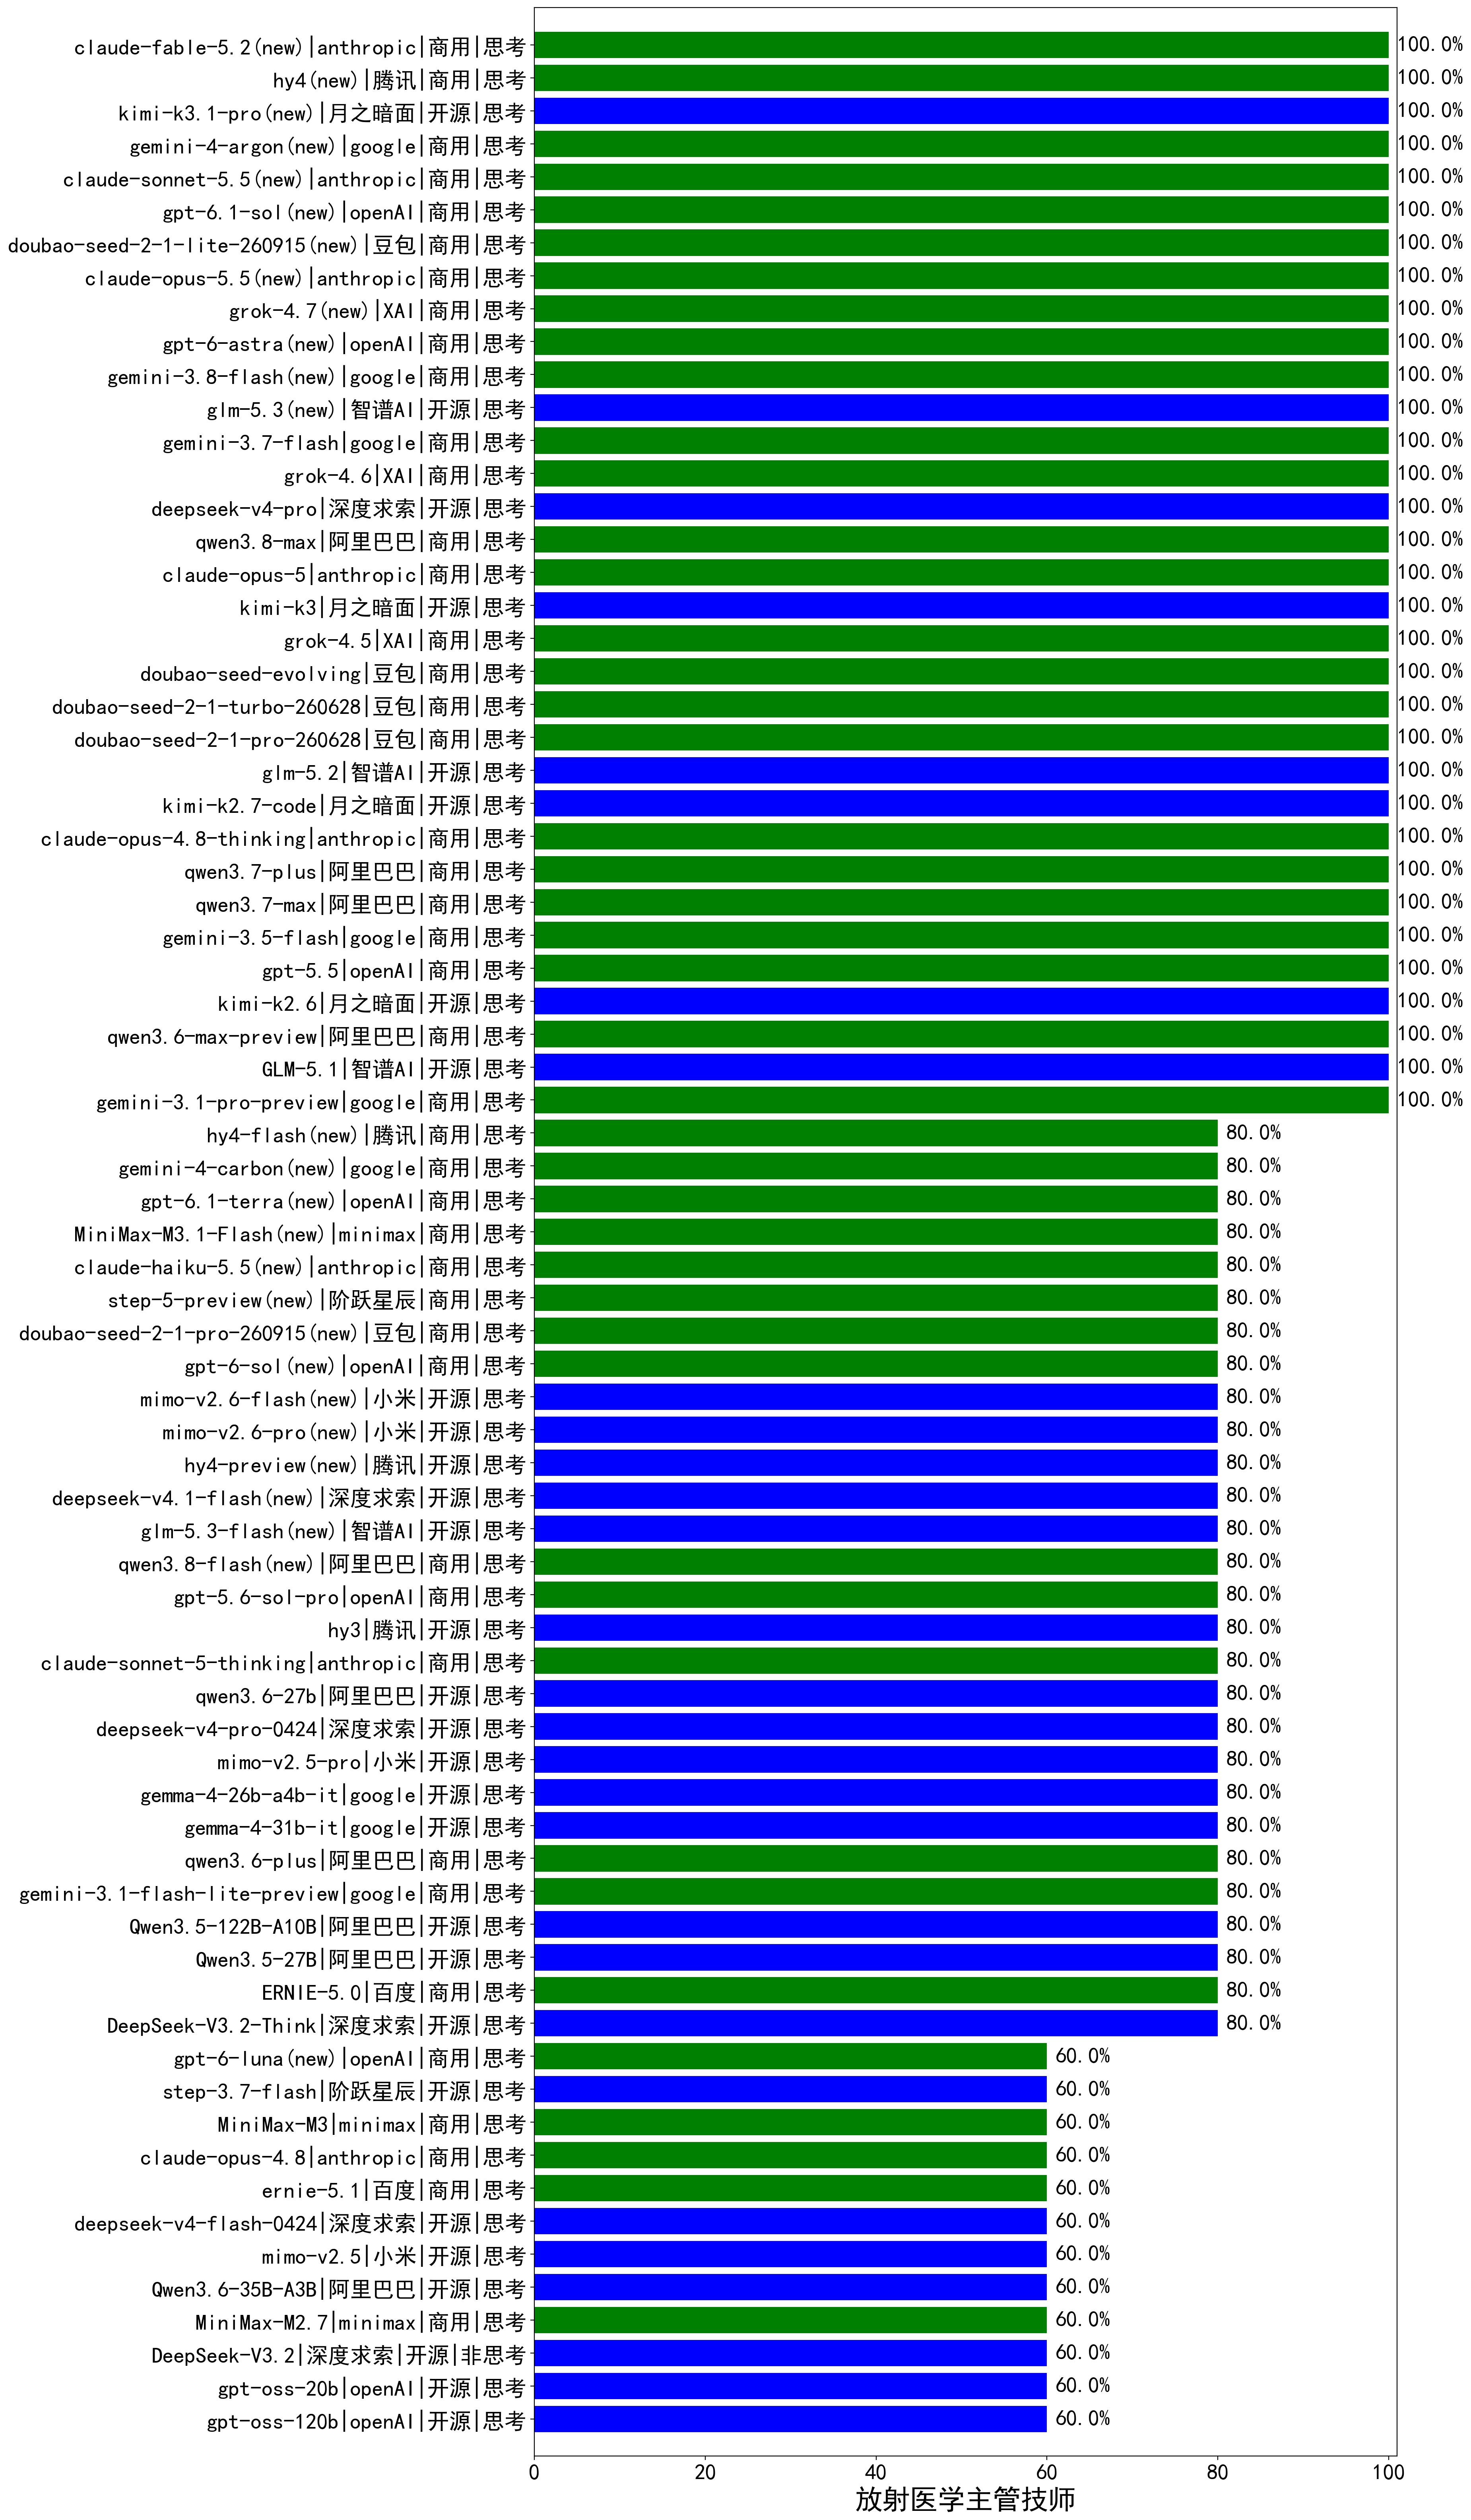 claude-fable-5.2(new)|anthropic|商用|思考 100.0%
hy4(new)|腾讯|商用|思考 100.0%
kimi-k3.1-pro(new)|月之暗面|开源|思考 100.0%
gemini-4-argon(new)|google|商用|思考 100.0%
claude-sonnet-5.5(new)|anthropic|商用|思考 100.0%
gpt-6.1-sol(new)|openAI|商用|思考 100.0%
doubao-seed-2-1-lite-260915(new)|豆包|商用|思考 100.0%
claude-opus-5.5(new)|anthropic|商用|思考 100.0%
grok-4.7(new)|XAI|商用|思考 100.0%
gpt-6-astra(new)|openAI|商用|思考 100.0%
gemini-3.8-flash(new)|google|商用|思考 100.0%
glm-5.3(new)|智谱AI|开源|思考 100.0%
gemini-3.7-flash|google|商用|思考 100.0%
grok-4.6|XAI|商用|思考 100.0%
deepseek-v4-pro|深度求索|开源|思考 100.0%
qwen3.8-max|阿里巴巴|商用|思考 100.0%
claude-opus-5|anthropic|商用|思考 100.0%
kimi-k3|月之暗面|开源|思考 100.0%
grok-4.5|XAI|商用|思考 100.0%
doubao-seed-evolving|豆包|商用|思考 100.0%
doubao-seed-2-1-turbo-260628|豆包|商用|思考 100.0%
doubao-seed-2-1-pro-260628|豆包|商用|思考 100.0%
glm-5.2|智谱AI|开源|思考 100.0%
kimi-k2.7-code|月之暗面|开源|思考 100.0%
claude-opus-4.8-thinking|anthropic|商用|思考 100.0%
qwen3.7-plus|阿里巴巴|商用|思考 100.0%
qwen3.7-max|阿里巴巴|商用|思考 100.0%
gemini-3.5-flash|google|商用|思考 100.0%
gpt-5.5|openAI|商用|思考 100.0%
kimi-k2.6|月之暗面|开源|思考 100.0%
qwen3.6-max-preview|阿里巴巴|商用|思考 100.0%
GLM-5.1|智谱AI|开源|思考 100.0%
gemini-3.1-pro-preview|google|商用|思考 100.0%
hy4-flash(new)|腾讯|商用|思考 80.0%
gemini-4-carbon(new)|google|商用|思考 80.0%
gpt-6.1-terra(new)|openAI|商用|思考 80.0%
MiniMax-M3.1-Flash(new)|minimax|商用|思考 80.0%
claude-haiku-5.5(new)|anthropic|商用|思考 80.0%
step-5-preview(new)|阶跃星辰|商用|思考 80.0%
doubao-seed-2-1-pro-260915(new)|豆包|商用|思考 80.0%
gpt-6-sol(new)|openAI|商用|思考 80.0%
mimo-v2.6-flash(new)|小米|开源|思考 80.0%
mimo-v2.6-pro(new)|小米|开源|思考 80.0%
hy4-preview(new)|腾讯|开源|思考 80.0%
deepseek-v4.1-flash(new)|深度求索|开源|思考 80.0%
glm-5.3-flash(new)|智谱AI|开源|思考 80.0%
qwen3.8-flash(new)|阿里巴巴|商用|思考 80.0%
gpt-5.6-sol-pro|openAI|商用|思考 80.0%
hy3|腾讯|开源|思考 80.0%
claude-sonnet-5-thinking|anthropic|商用|思考 80.0%
qwen3.6-27b|阿里巴巴|开源|思考 80.0%
deepseek-v4-pro-0424|深度求索|开源|思考 80.0%
mimo-v2.5-pro|小米|开源|思考 80.0%
gemma-4-26b-a4b-it|google|开源|思考 80.0%
gemma-4-31b-it|google|开源|思考 80.0%
qwen3.6-plus|阿里巴巴|商用|思考 80.0%
gemini-3.1-flash-lite-preview|google|商用|思考 80.0%
Qwen3.5-122B-A10B|阿里巴巴|开源|思考 80.0%
Qwen3.5-27B|阿里巴巴|开源|思考 80.0%
ERNIE-5.0|百度|商用|思考 80.0%
DeepSeek-V3.2-Think|深度求索|开源|思考 80.0%
gpt-6-luna(new)|openAI|商用|思考 60.0%
step-3.7-flash|阶跃星辰|开源|思考 60.0%
MiniMax-M3|minimax|商用|思考 60.0%
claude-opus-4.8|anthropic|商用|思考 60.0%
ernie-5.1|百度|商用|思考 60.0%
deepseek-v4-flash-0424|深度求索|开源|思考 60.0%
mimo-v2.5|小米|开源|思考 60.0%
Qwen3.6-35B-A3B|阿里巴巴|开源|思考 60.0%
MiniMax-M2.7|minimax|商用|思考 60.0%
DeepSeek-V3.2|深度求索|开源|非思考 60.0%
gpt-oss-20b|openAI|开源|思考 60.0%
gpt-oss-120b|openAI|开源|思考 60.0%
0 20 40 60 80 100
放射医学主管技师